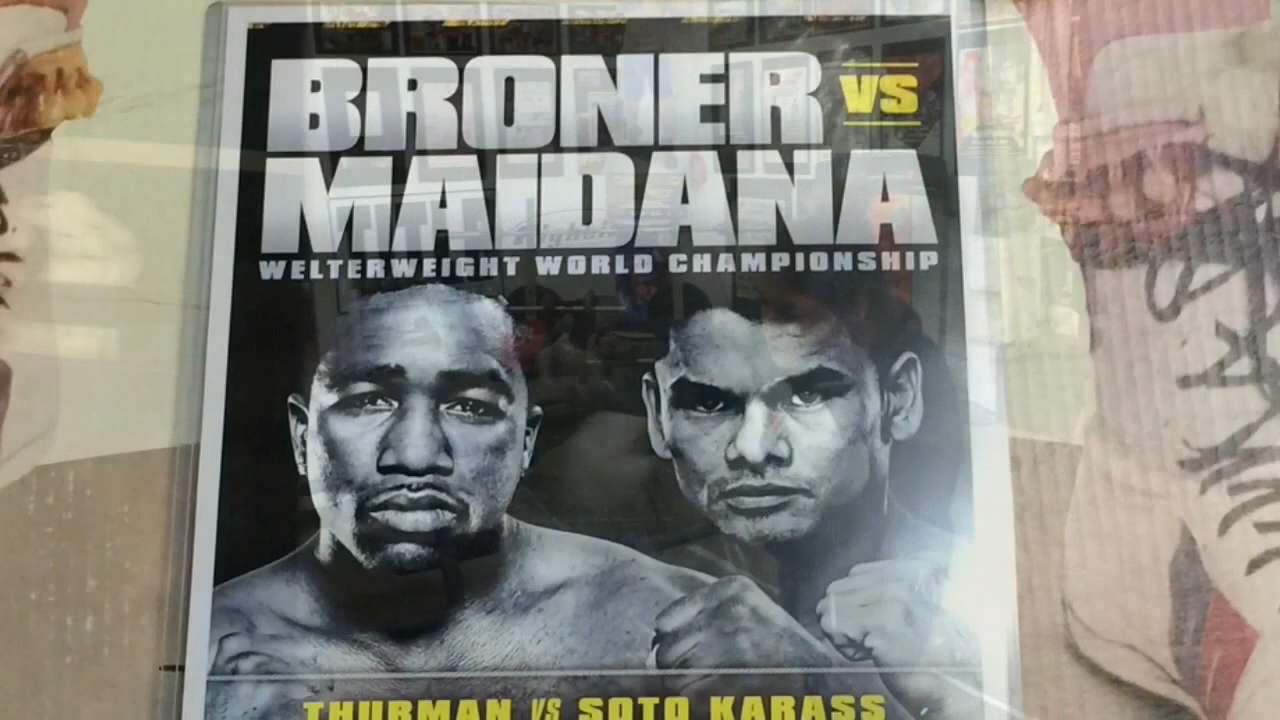 BRONER VS
MAIDANA
WELTERWEIGHT WORLD CHAMPIONSHIP
THURMAN VS SOTO KARASS